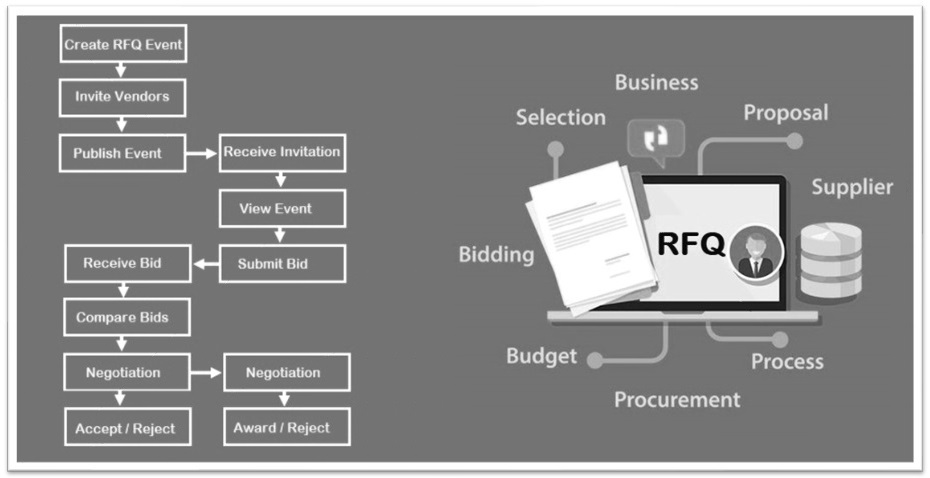 Create RFQ Event
Invite Vendors
Publish Event
Receive Invitation
View Event
Submit Bid
Receive Bid
Compare Bids
Negotiation
Negotiation
Accept / Reject
Award / Reject
Business
Selection
Proposal
Supplier
Bidding
RFQ
Budget
Process
Procurement